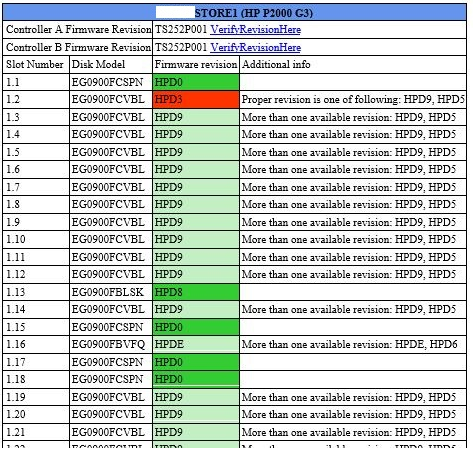 STORE1 (HP P2000 G3)
Controller A Firmware Revision TS252P001 VerifyRevisionHere
Controller B Firmware Revision TS252P001 VerifyRevisionHere
Slot Number Disk Model Firmware revision Additional info
1.1 EG0900FCSPN HPD0
1.2 EG0900FCVBL HPD3 Proper revision is one of following: HPD9, HPD5
1.3 EG0900FCVBL HPD9 More than one available revision: HPD9, HPD5
1.4 EG0900FCVBL HPD9 More than one available revision: HPD9, HPD5
1.5 EG0900FCVBL HPD9 More than one available revision: HPD9, HPD5
1.6 EG0900FCVBL HPD9 More than one available revision: HPD9, HPD5
1.7 EG0900FCVBL HPD9 More than one available revision: HPD9, HPD5
1.8 EG0900FCVBL HPD9 More than one available revision: HPD9, HPD5
1.9 EG0900FCVBL HPD9 More than one available revision: HPD9, HPD5
1.10 EG0900FCVBL HPD9 More than one available revision: HPD9, HPD5
1.11 EG0900FCVBL HPD9 More than one available revision: HPD9, HPD5
1.12 EG0900FCVBL HPD9 More than one available revision: HPD9, HPD5
1.13 EG0900FBLSK HPD8
1.14 EG0900FCVBL HPD9 More than one available revision: HPD9, HPD5
1.15 EG0900FCSPN HPD0
1.16 EG0900FBVFQ HPDE More than one available revision: HPDE, HPD6
1.17 EG0900FCSPN HPD0
1.18 EG0900FCSPN HPD0
1.19 EG0900FCVBL HPD9 More than one available revision: HPD9, HPD5
1.20 EG0900FCVBL HPD9 More than one available revision: HPD9, HPD5
1.21 EG0900FCVBL HPD9 More than one available revision: HPD9, HPD5